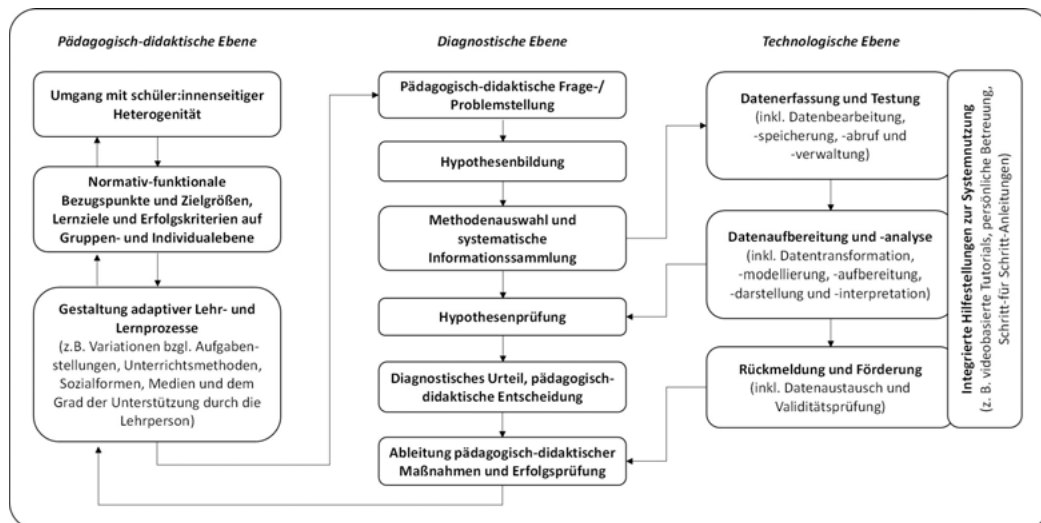 Pädagogisch-didaktische Ebene
Umgang mit schüler:innenseitiger
Heterogenität
Normativ-funktionale
Bezugspunkte und Zielgrößen,
Lernziele und Erfolgskriterien auf
Gruppen- und Individualebene
Gestaltung adaptiver Lehr- und
Lernprozesse
(z.B. Variationen bzgl. Aufgaben-
stellungen, Unterrichtsmethoden,
Sozialformen, Medien und dem
Grad der Unterstützung durch die
Lehrperson)
Diagnostische Ebene
Pädagogisch-didaktische Frage-/
Problemstellung
Hypothesenbildung
Methodenauswahl und
systematische
Informationssammlung
Hypothesenprüfung
Diagnostisches Urteil, pädagogisch-
didaktische Entscheidung
Ableitung pädagogisch-didaktischer
Maßnahmen und Erfolgsprüfung
Technologische Ebene
Datenerfassung und Testung
(inkl. Datenbearbeitung,
-speicherung, -abruf und
-verwaltung)
Datenaufbereitung und -analyse
(inkl. Datentransformation,
-modellierung, -aufbereitung,
-darstellung und -interpretation)
Rückmeldung und Förderung
(inkl. Datenaustausch und
Validitätsprüfung)
Integrierte Hilfestellungen zur Systemnutzung
(z. B. videobasierte Tutorials, persönliche Betreuung,
Schritt-für Schritt-Anleitungen)